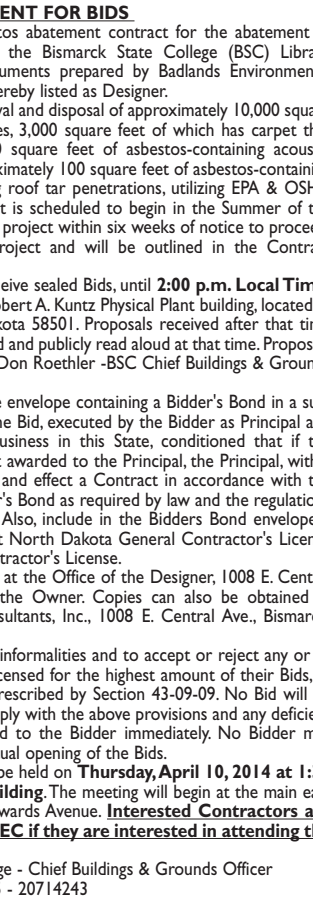 ENT FOR BIDS
tos abatement contract for the abatement
the Bismarck State College (BSC) Libra
uments prepared by Badlands Environmen
ereby listed as Designer.
val and disposal of approximately 10,000 squa
es, 3,000 square feet of which has carpet th
0 square feet of asbestos-containing acous
ximately 100 square feet of asbestos-containi
g roof tar penetrations, utilizing EPA & OSH
t is scheduled to begin in the Summer of t
project within six weeks of notice to procee
roject and will be outlined in the Contra
ceive sealed Bids, until 2:00 p.m. Local Tim
obert A. Kuntz Physical Plant building, located
kota 58501. Proposals received after that tim
d and publicly read aloud at that time. Propos
Don Roethler -BSC Chief Buildings & Groun
e envelope containing a Bidder's Bond in a su
he Bid, executed by the Bidder as Principal a
usiness in this State, conditioned that if t
t awarded to the Principal, the Principal, with
and effect a Contract in accordance with t
r's Bond as required by law and the regulatio
Also, include in the Bidders Bond envelope
t North Dakota General Contractor's Licen
tractor's License.
at the Office of the Designer, 1008 E. Cent
the Owner. Copies can also be obtained
sultants, Inc., 1008 E. Central Ave., Bismar
informalities and to accept or reject any or
censed for the highest amount of their Bids,
rescribed by Section 43-09-09. No Bid will
ply with the above provisions and any deficie
d to the Bidder immediately. No Bidder m
ual opening of the Bids.
be held on Thursday, April 10, 2014 at 1:
ilding. The meeting will begin at the main ea
wards Avenue. Interested Contractors a
EC if they are interested in attending th
ge - Chief Buildings & Grounds Officer
- 20714243